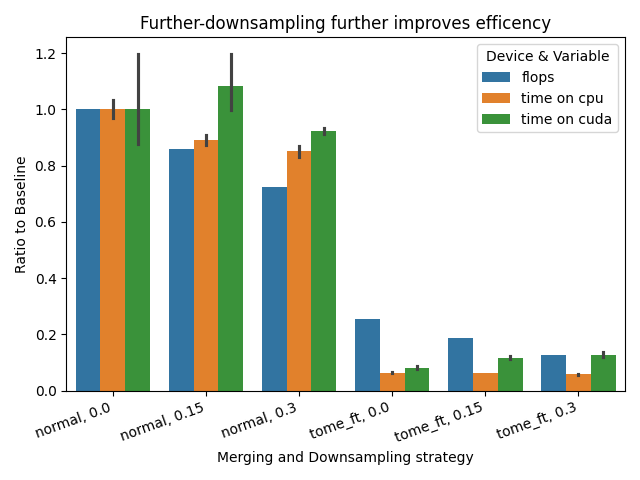 Further-downsampling further improves efficency
Ratio to Baseline
1.2
1.0
0.8
0.6
0.4
0.2
0.0
Device & Variable
flops
time on cpu
time on cuda
normal, 0.0
normal, 0.15
normal, 0.3
tome_ft, 0.0
tome_ft, 0.15
tome_ft, 0.3
Merging and Downsampling strategy